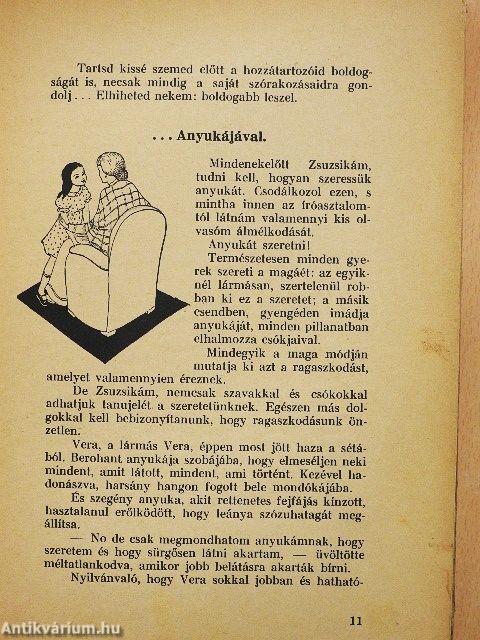 Tartsd kissé szemed előtt a hozzátartozóid boldog-
ságát is, necsak mindig a saját szórakozásaidra gon-
dolj ... Elhiheted nekem: boldogabb leszel.
... Anyukájával.
Mindenekelőtt Zsuzsikám,
tudni kell, hogyan szeressük
anyukát. Csodálkozol ezen, s
mintha innen az íróasztalom-
tól látnám valamennyi kis ol-
vasóm álmélkodását.
Anyukát szeretni!
Természetesen minden gye-
rek szereti a magáét: az egyik-
nél lármásan, szertelenül rob-
ban ki ez a szeretet; a másik
csendben, gyengéden imádja
anyukáját, minden pillanatban
elhalmozza csókjaival.
Mindegyik a maga módján
mutatja ki azt a ragaszkodást,
amelyet valamennyien éreznek.
De Zsuzsikám, nemcsak szavakkal és csókokkal
adhatjuk tanujelét a szeretetünknek. Egészen más dol-
gokkal kell bebizonyítanunk, hogy ragaszkodásunk ön-
zetlen.
Vera, a lármás Vera, éppen most jött haza a sétá-
ból. Berohant anyukája szobájába, hogy elmeséljen neki
mindent, amit látott, mindent, ami történt. Kezével ha-
donászva, harsány hangon fogott bele mondókájába.
És szegény anyuka, akit rettenetes fejfájás kínzott,
hasztalanul erőlködött, hogy leánya szózuhatagát meg-
állítsa.
— No de csak megmondhatom anyukámnak, hogy
szeretem és hogy sürgősen látni akartam, — üvöltötte
méltatlankodva, amikor jobb belátásra akarták bírni.
Nyilvánváló, hogy Vera sokkal jobban és hatható-
11
Antikvárium.hu